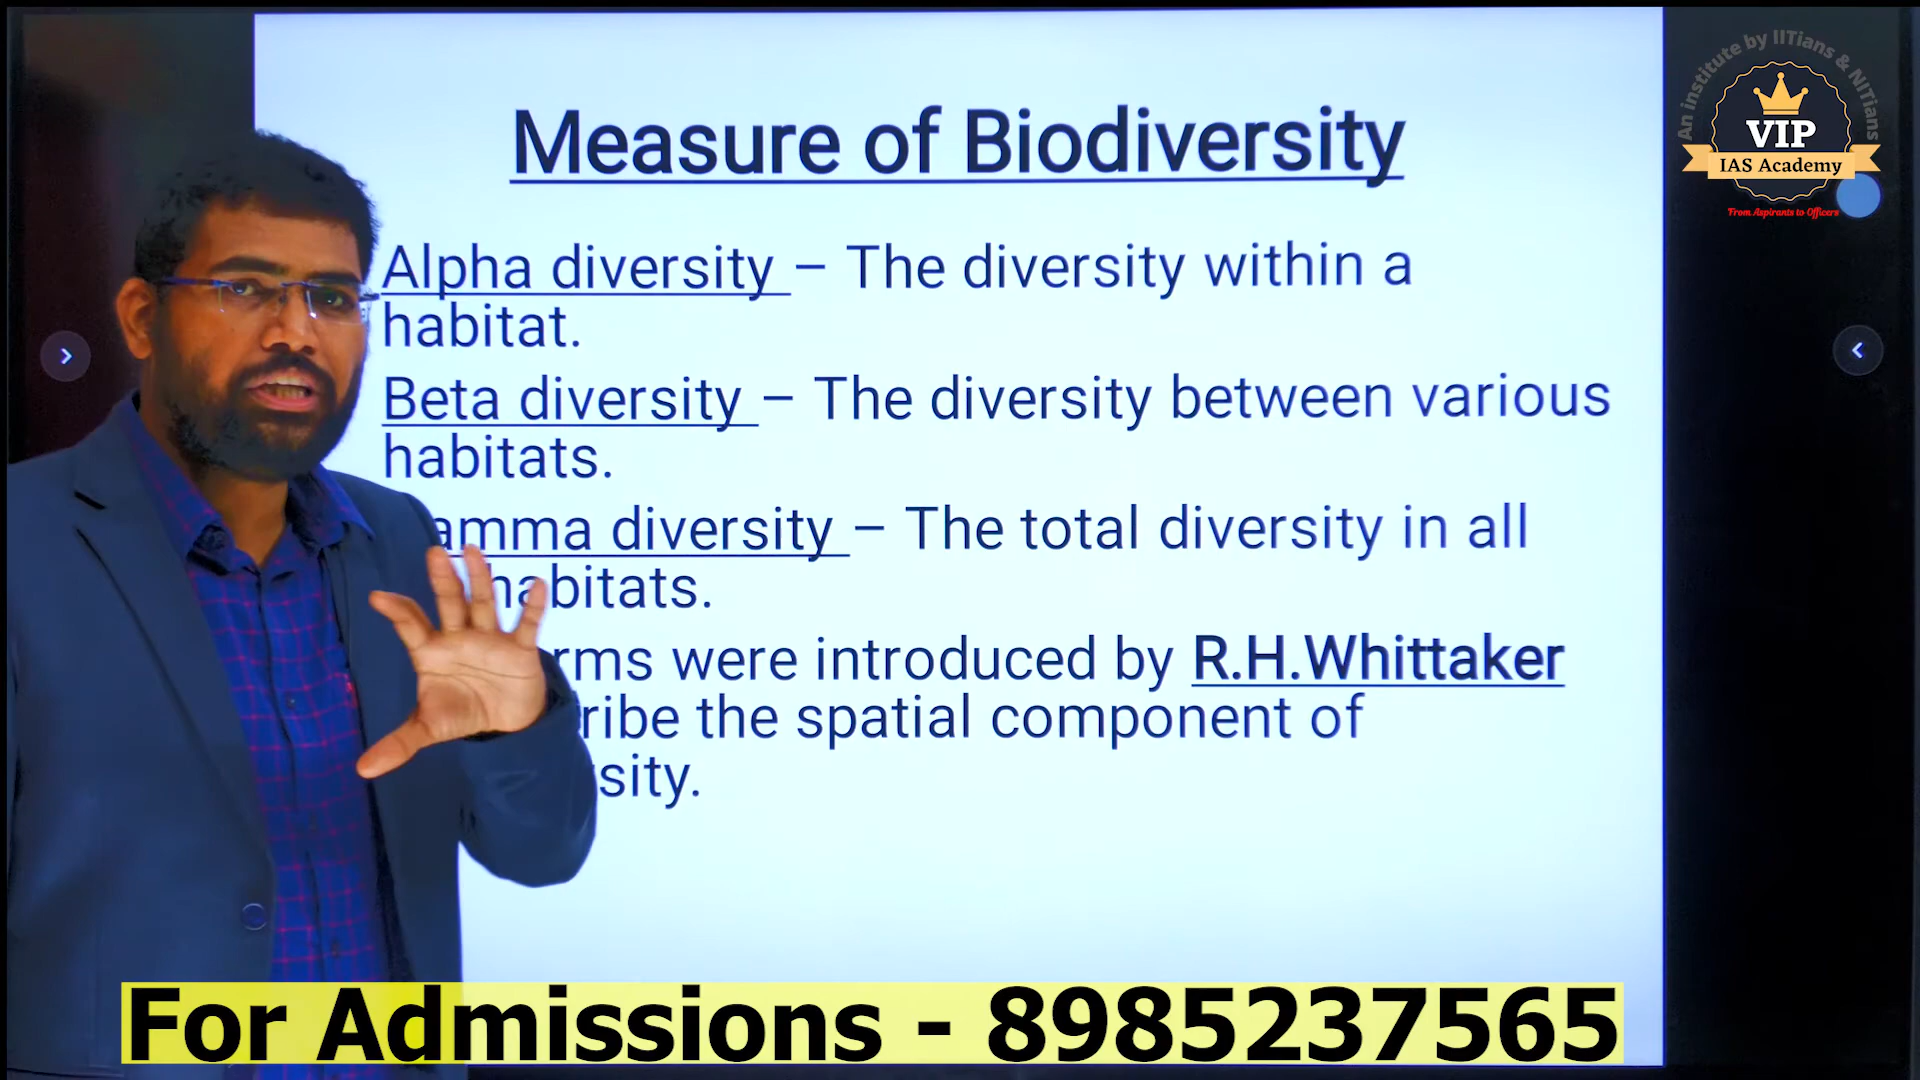 An institute by IITians & NITians
VIP
IAS Academy
From Aspirants to Officers
Measure of Biodiversity
Alpha diversity – The diversity within a
habitat.
Beta diversity – The diversity between various
habitats.
amma diversity – The total diversity in all
habitats.
rms were introduced by R.H.Whittaker
ribe the spatial component of
sity.
For Admissions - 8985237565